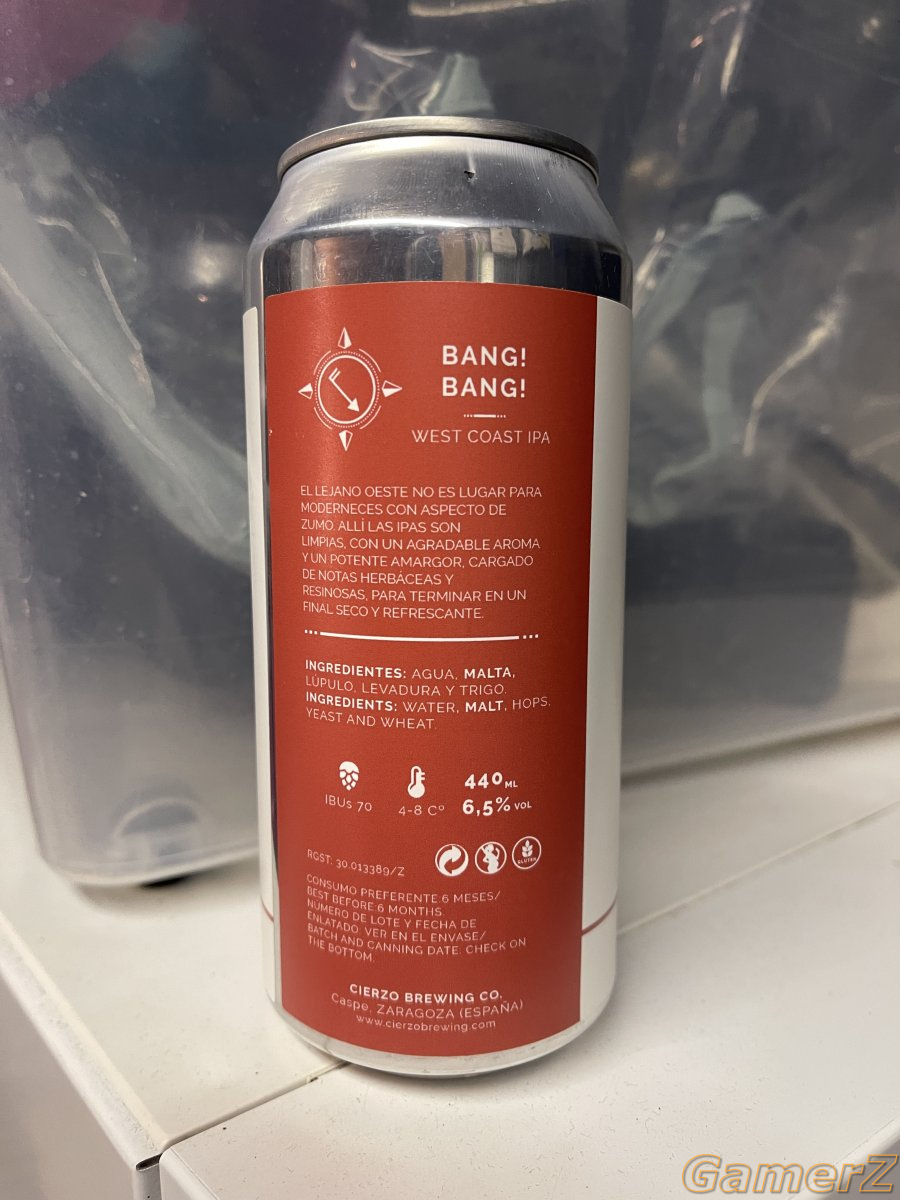 BANG!
BANG!
WEST COAST IPA
EL LEJANO OESTE NO ES LUGAR PARA
MODERNECES CON ASPECTO DE
ZUMO. ALLÍ LAS IPAS SON
LIMPIAS, CON UN AGRADABLE AROMA
Y UN POTENTE AMARGOR, CARGADO
DE NOTAS HERBÁCEAS Y
RESINOSAS, PARA TERMINAR EN UN
FINAL SECO Y REFRESCANTE.
INGREDIENTES: AGUA, MALTA,
LÚPULO, LEVADURA Y TRIGO.
INGREDIENTS: WATER, MALT, HOPS,
YEAST AND WHEAT.
IBUs 70
4-8 Cº
440 ML
6,5% VOL
RGST: 30.013389/Z
GLUTEN
CONSUMO PREFERENTE:6 MESES/
BEST BEFORE:6 MONTHS.
NÚMERO DE LOTE Y FECHA DE
ENLATADO: VER EN EL ENVASE/
BATCH AND CANNING DATE: CHECK ON
THE BOTTOM.
CIERZO BREWING CO.
Caspe, ZARAGOZA (ESPAÑA)
www.cierzobrewing.com
GamerZ